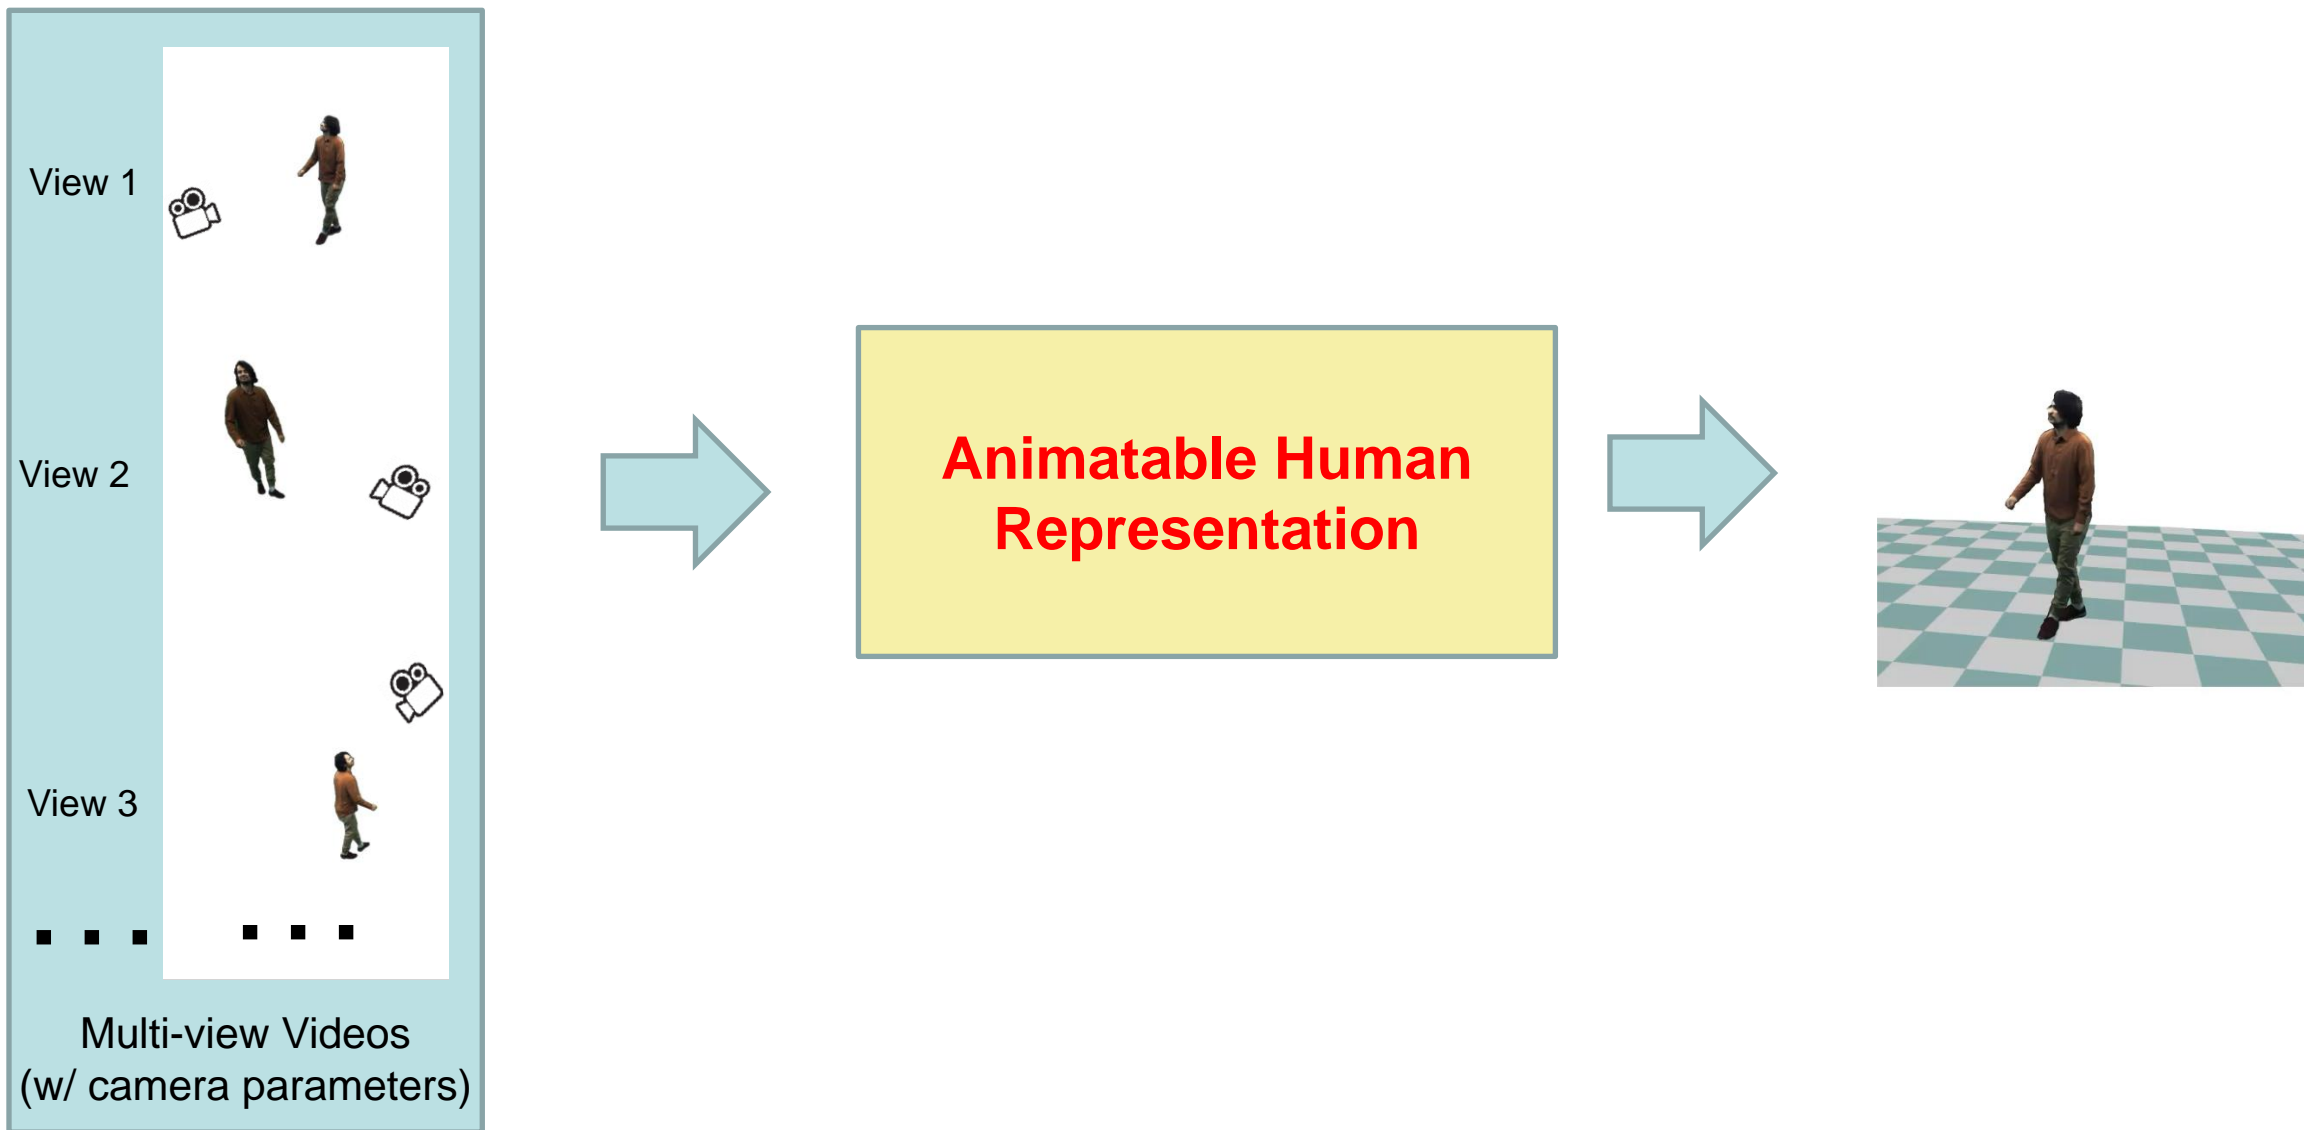 View 1
View 2
View 3
. . .
. . .
Multi-view Videos
(w/ camera parameters)
Animatable Human
Representation